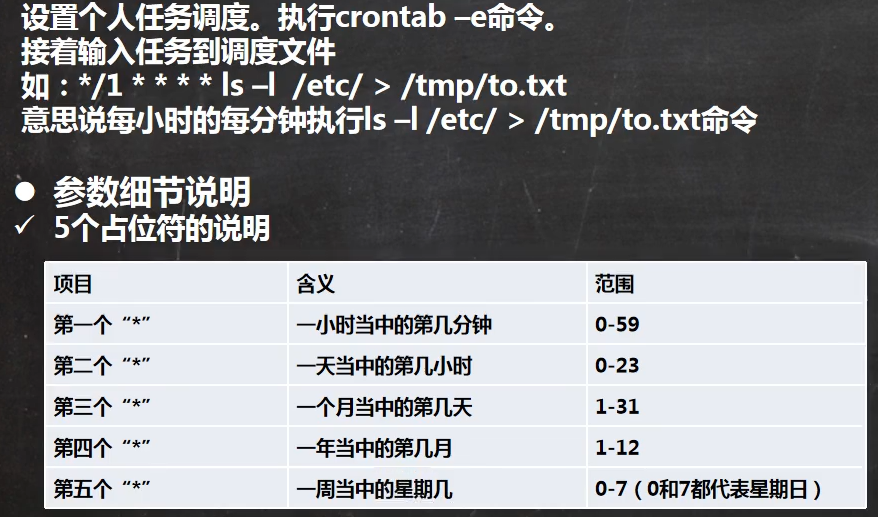 设置个人任务调度。执行crontab –e命令。
接着输入任务到调度文件
如：*/1 * * * * ls –l  /etc/ > /tmp/to.txt
意思说每小时的每分钟执行ls –l /etc/ > /tmp/to.txt命令
● 参数细节说明
✓ 5个占位符的说明
项目 含义 范围
第一个“*” 一小时当中的第几分钟 0-59
第二个“*” 一天当中的第几小时 0-23
第三个“*” 一个月当中的第几天 1-31
第四个“*” 一年当中的第几月 1-12
第五个“*” 一周当中的星期几 0-7（0和7都代表星期日）